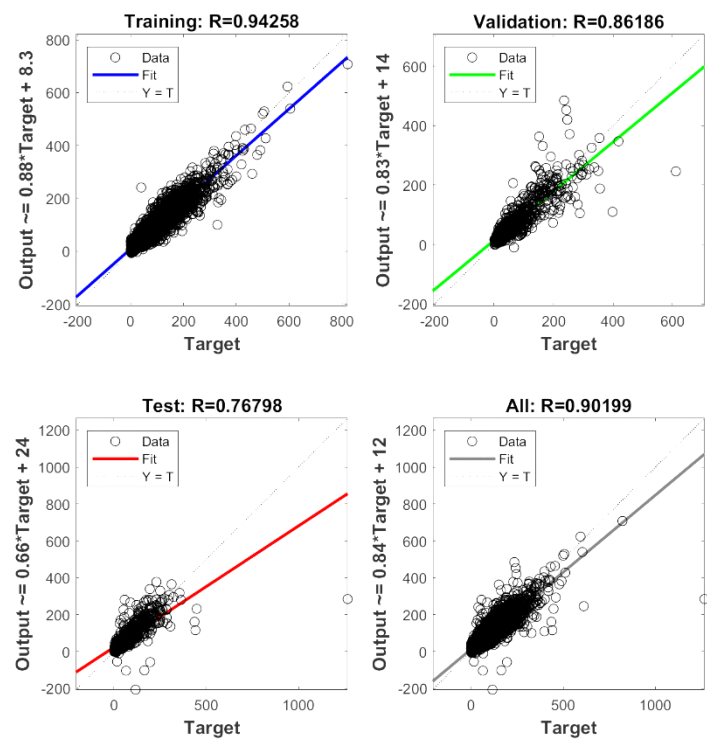 Training: R=0.94258
Output ~= 0.88*Target + 8.3
800
600
400
200
0
-200
Data
Fit
Y = T
-200 0 200 400 600 800
Target
Validation: R=0.86186
Output ~= 0.83*Target + 14
600
400
200
0
-200
Data
Fit
Y = T
-200 0 200 400 600
Target
Test: R=0.76798
Output ~= 0.66*Target + 24
1200
1000
800
600
400
200
0
-200
Data
Fit
Y = T
0 500 1000
Target
All: R=0.90199
Output ~= 0.84*Target + 12
1200
1000
800
600
400
200
0
-200
Data
Fit
Y = T
0 500 1000
Target